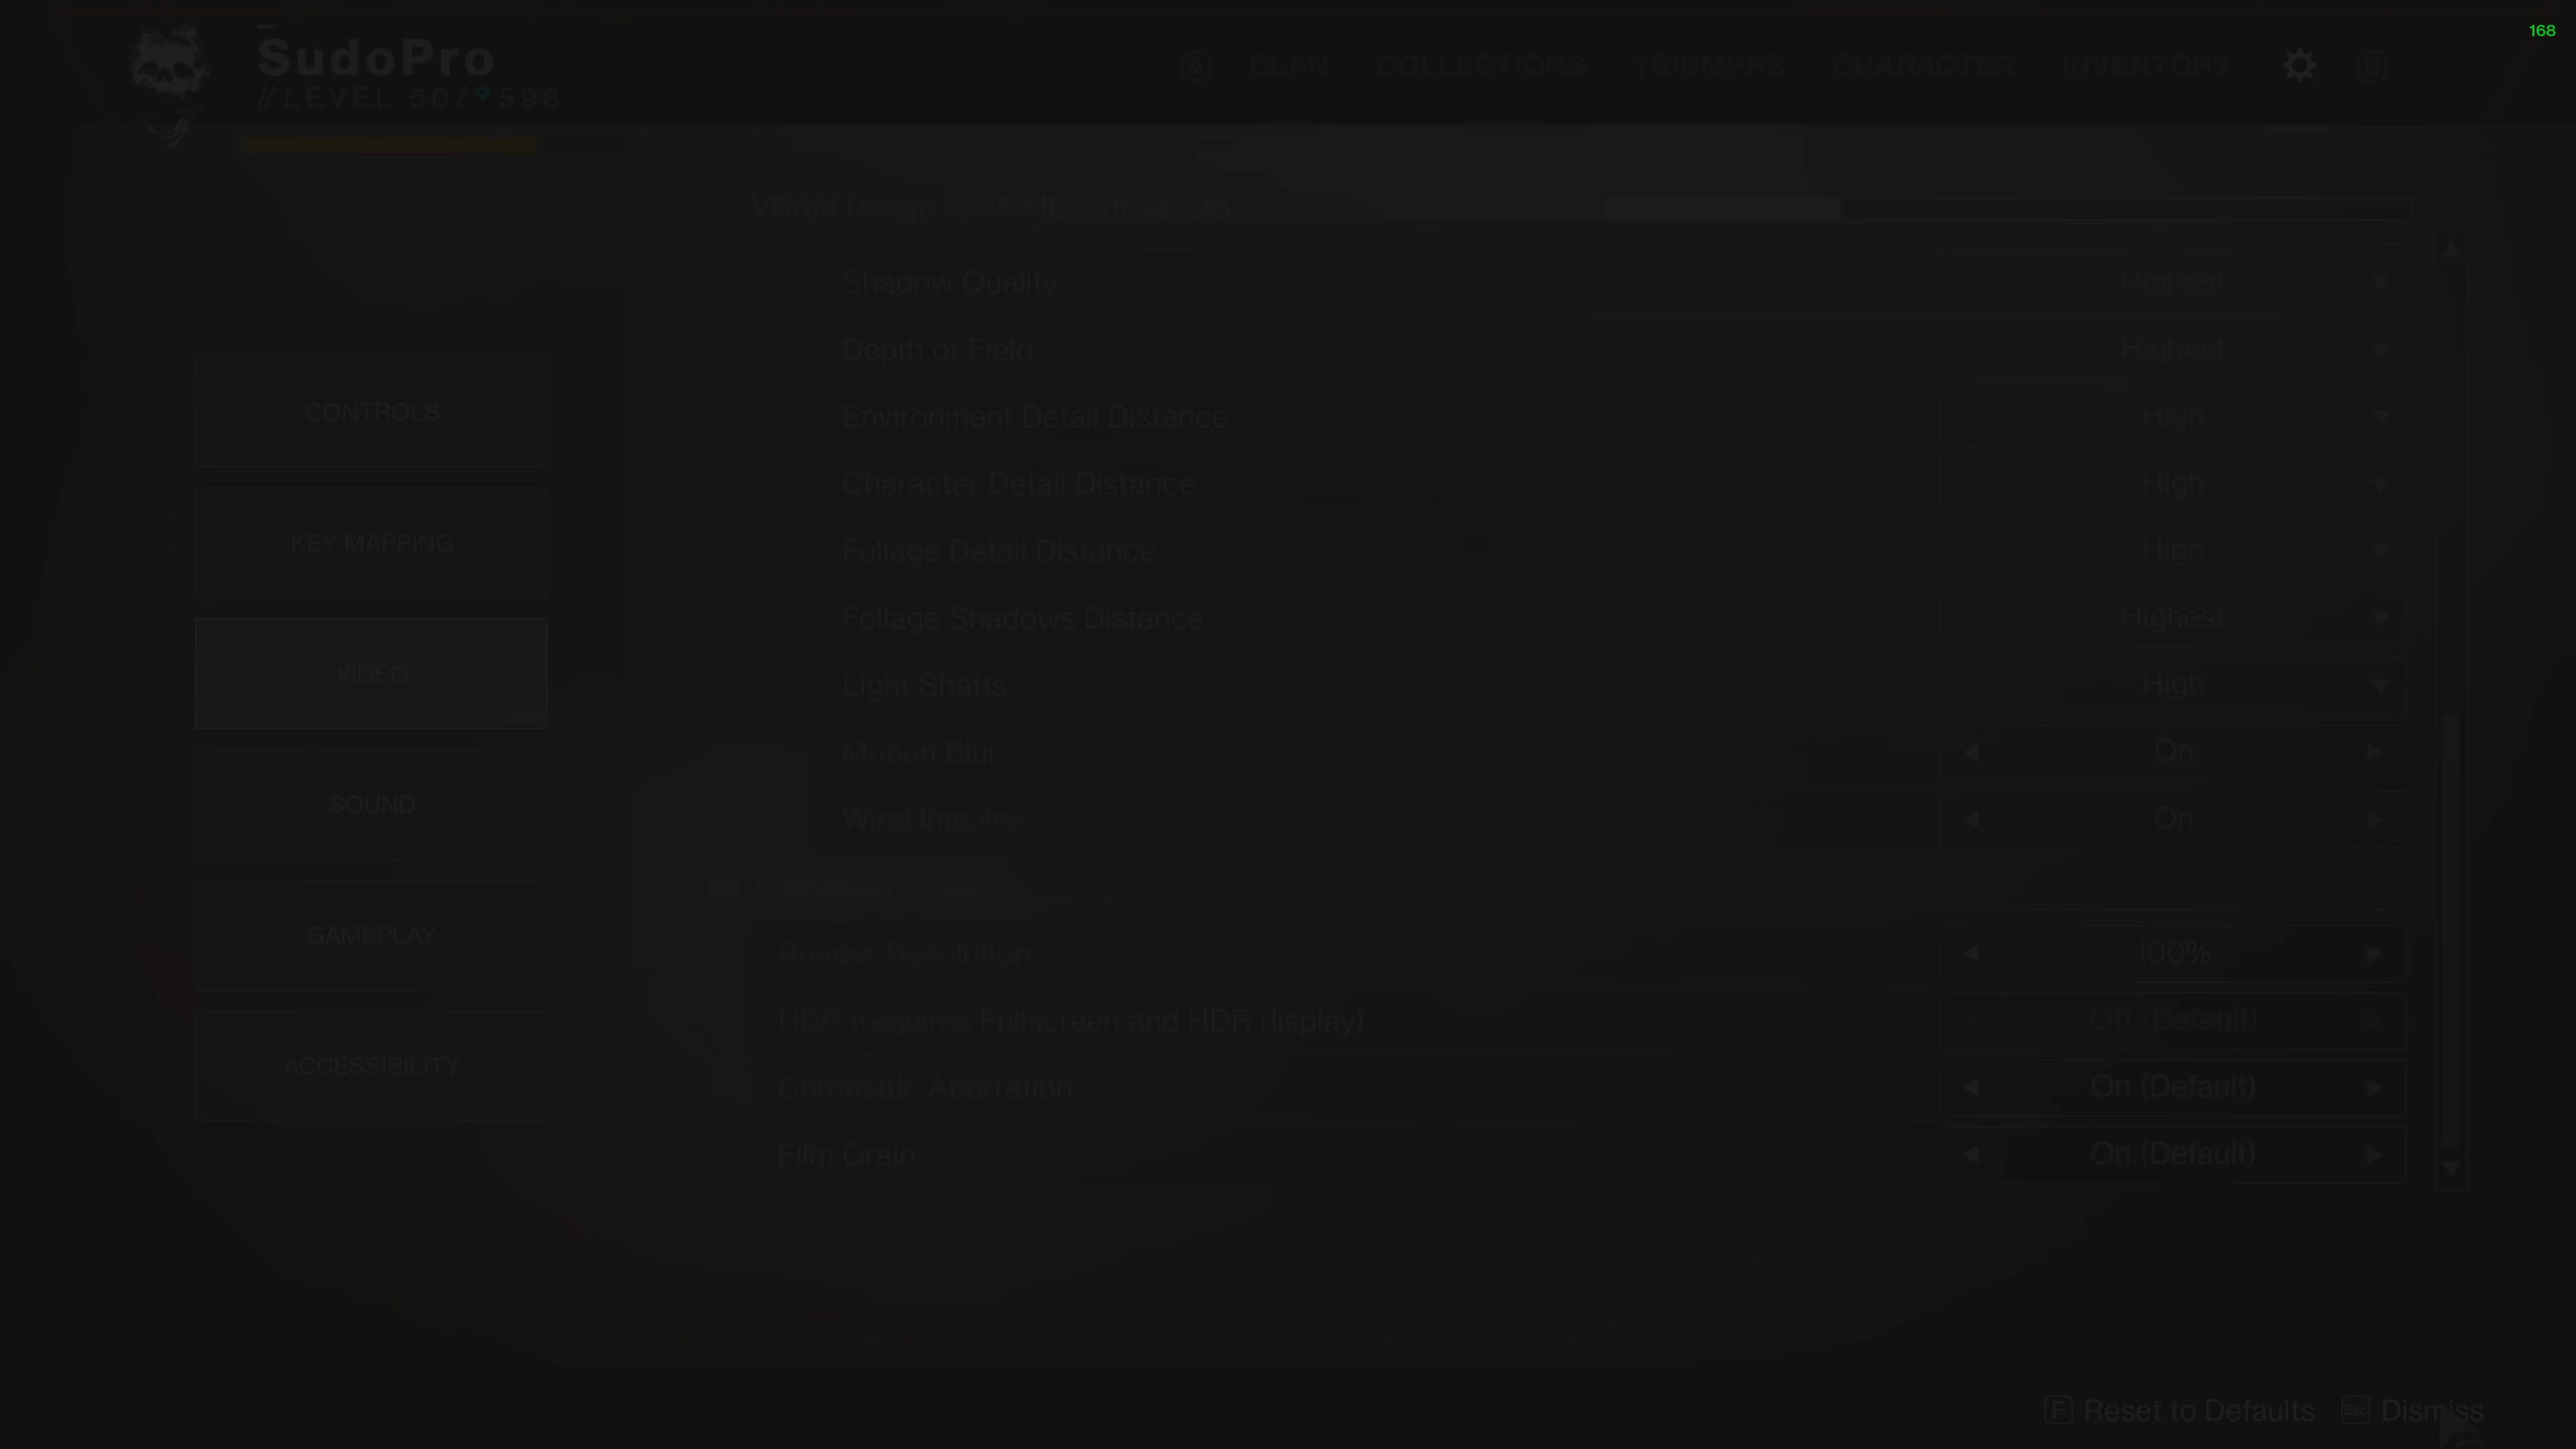 168
SudoPro
//LEVEL 50/ 598
A CLAN COLLECTIONS TRIUMPHS CHARACTER INVENTORY D
VRAM Usage:
Shadow Quality Highest
Depth of Field Highest
Environment Detail Distance High
CONTROLS
Character Detail Distance High
KEY MAPPING
Foliage Detail Distance High
Foliage Shadows Distance Highest
VIDEO
Light Shafts High
Motion Blur On
SOUND
Wind Impulse On
GAMEPLAY
Render Resolution 100%
HDR (requires Fullscreen and HDR display) Off (Default)
ACCESSIBILITY
Chromatic Aberration On (Default)
Film Grain On (Default)
F Reset to Defaults Esc Dismiss